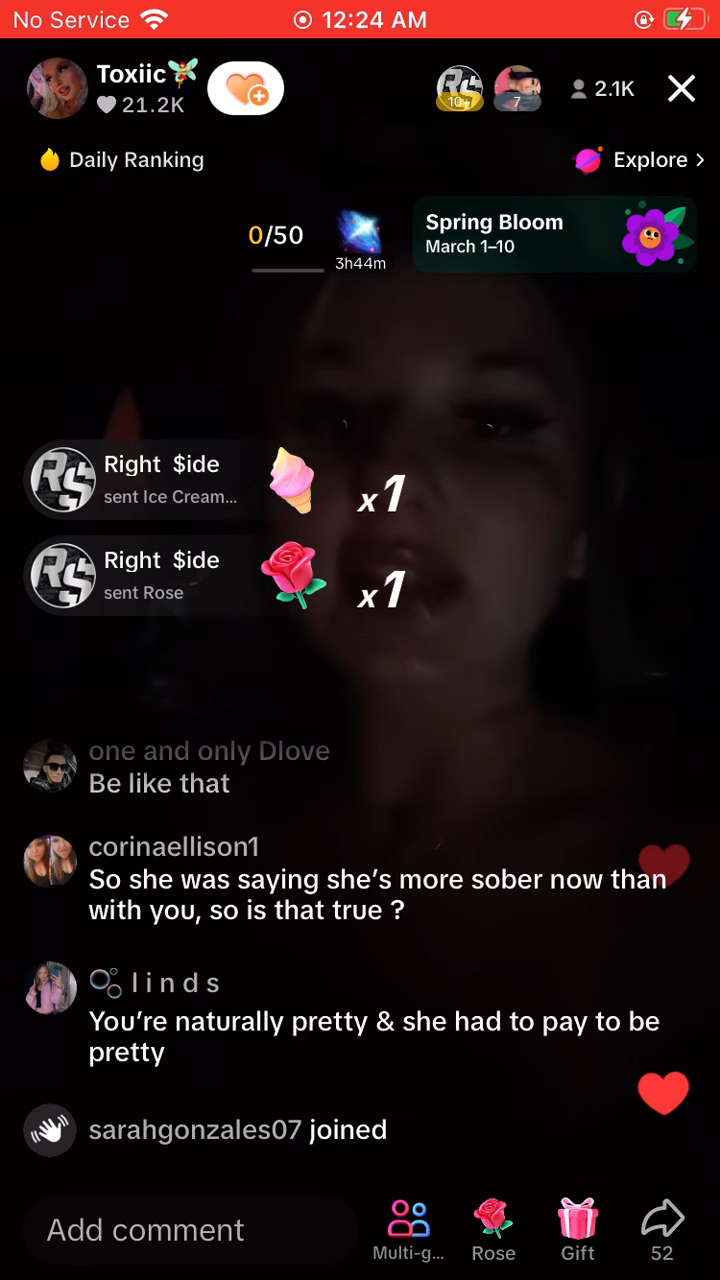 No Service 12:24 AM
Toxiic🧚
21.2K
10+ 7 2.1K
Daily Ranking Explore >
0/50
3h44m
Spring Bloom
March 1–10
RS Right $ide
sent Ice Cream...
x1
RS Right $ide
sent Rose
x1
one and only Dlove
Be like that
corinaellison1
So she was saying she's more sober now than
with you, so is that true ?
🫧 l i n d s
You're naturally pretty & she had to pay to be
pretty
sarahgonzales07 joined
Add comment
Multi-g... Rose Gift 52